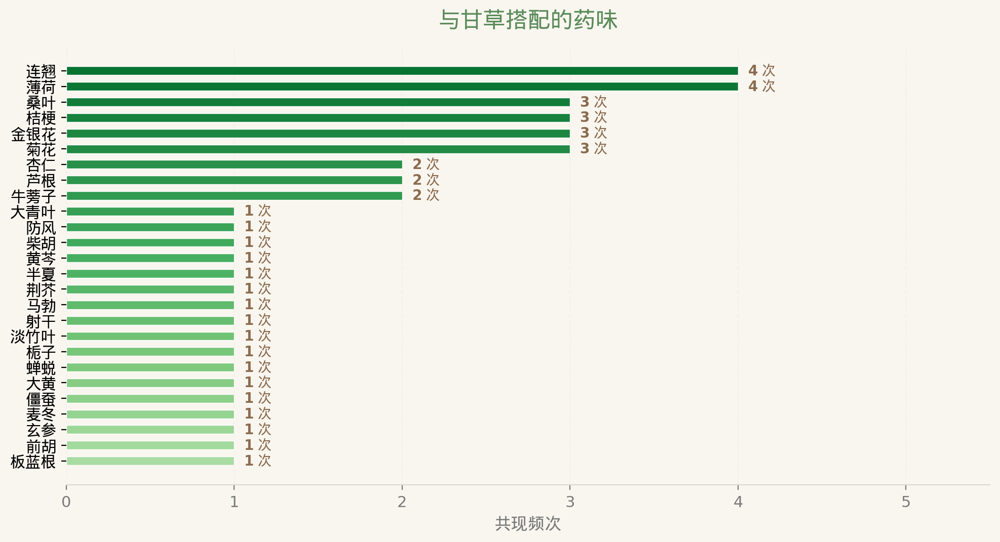 与甘草搭配的药味
连翘 4 次
薄荷 4 次
桑叶 3 次
桔梗 3 次
金银花 3 次
菊花 3 次
杏仁 2 次
芦根 2 次
牛蒡子 2 次
大青叶 1 次
防风 1 次
柴胡 1 次
黄芩 1 次
半夏 1 次
荆芥 1 次
马勃 1 次
射干 1 次
淡竹叶 1 次
栀子 1 次
蝉蜕 1 次
大黄 1 次
僵蚕 1 次
麦冬 1 次
玄参 1 次
前胡 1 次
板蓝根 1 次
0 1 2 3 4 5
共现频次